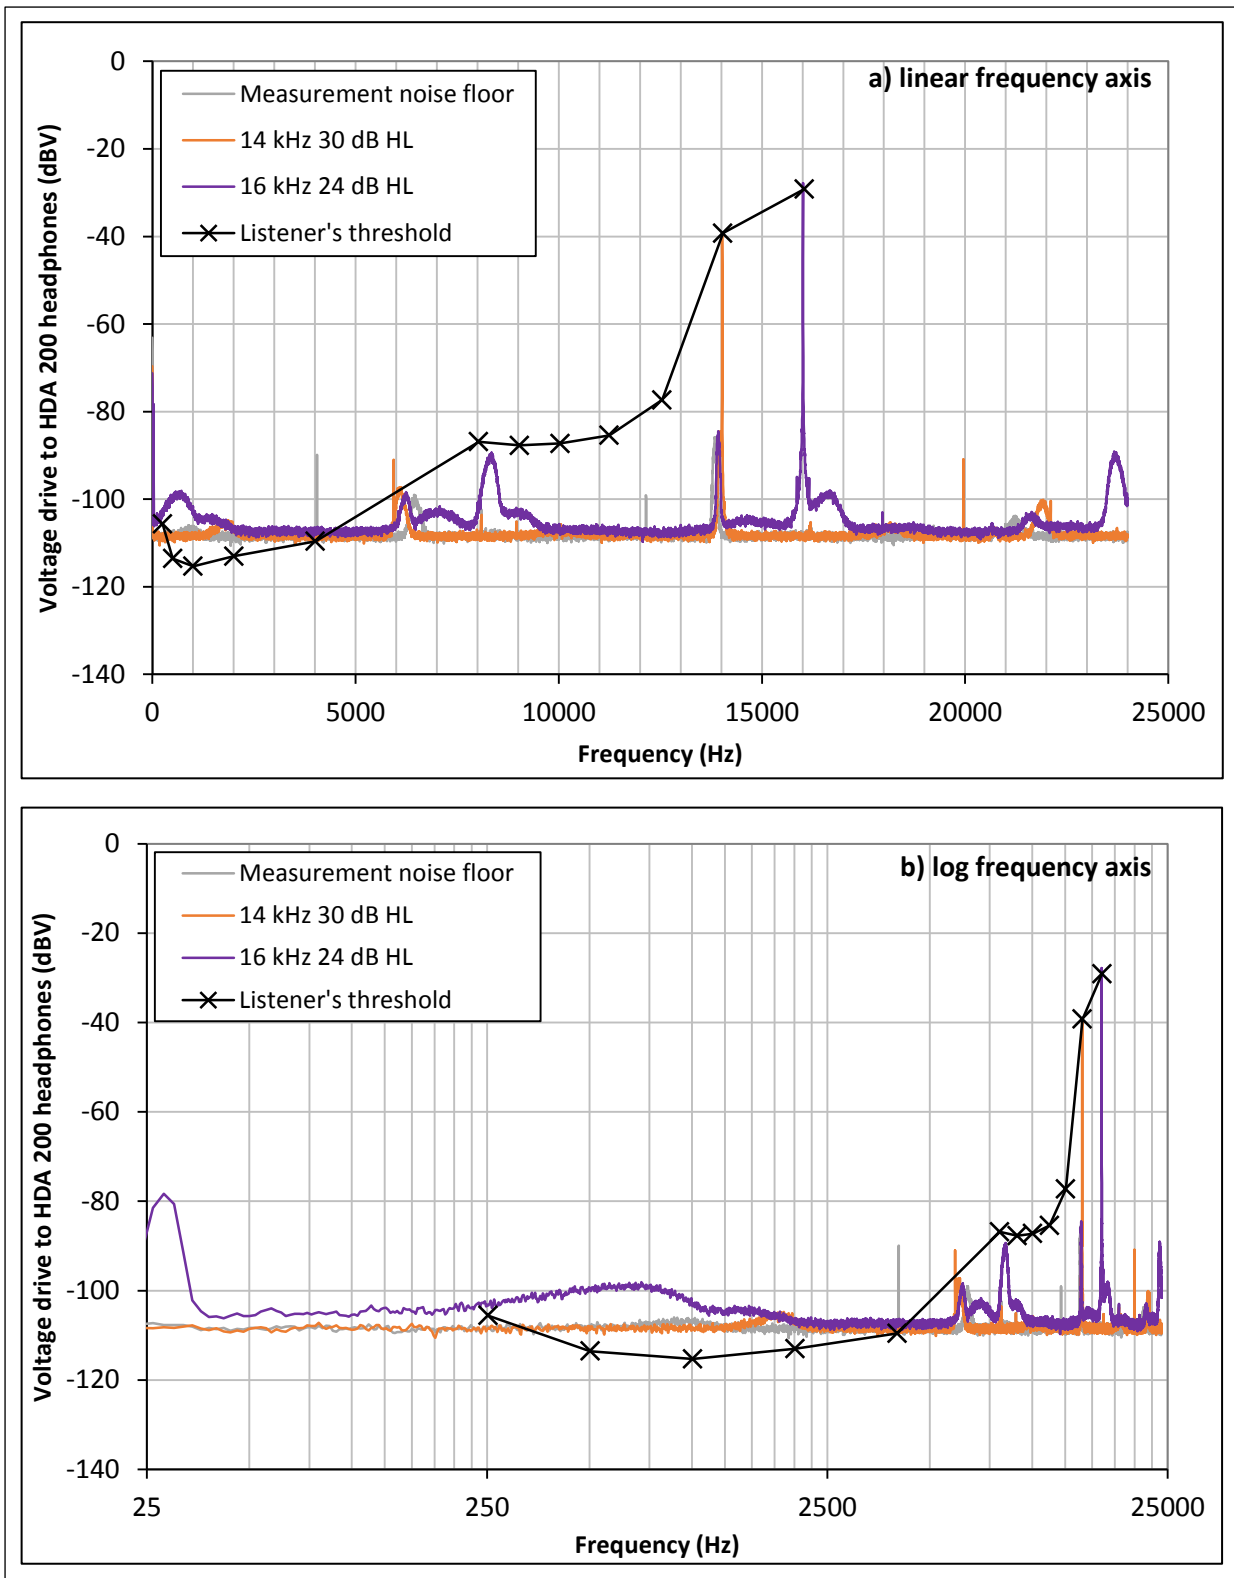 a) linear frequency axis
Measurement noise floor
14 kHz 30 dB HL
16 kHz 24 dB HL
Listener's threshold
Voltage drive to HDA 200 headphones (dBV)
0
-20
-40
-60
-80
-100
-120
-140
0 5000 10000 15000 20000 25000
Frequency (Hz)
b) log frequency axis
Measurement noise floor
14 kHz 30 dB HL
16 kHz 24 dB HL
Listener's threshold
Voltage drive to HDA 200 headphones (dBV)
0
-20
-40
-60
-80
-100
-120
-140
25 250 2500 25000
Frequency (Hz)